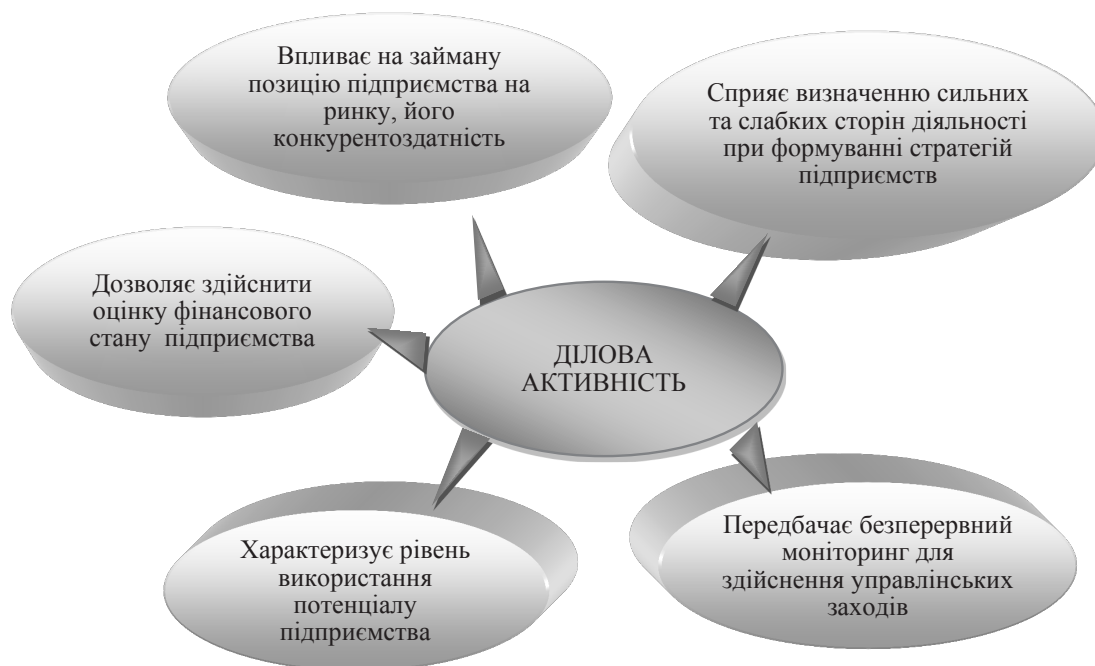 Впливає на займану
позицію підприємства на
ринку, його
конкурентоздатність
Сприяє визначенню сильних
та слабких сторін діяльності
при формуванні стратегій
підприємств
Дозволяє здійснити
оцінку фінансового
стану підприємства
ДІЛОВА
АКТИВНІСТЬ
Характеризує рівень
використання
потенціалу
підприємства
Передбачає безперервний
моніторинг для
здійснення управлінських
заходів